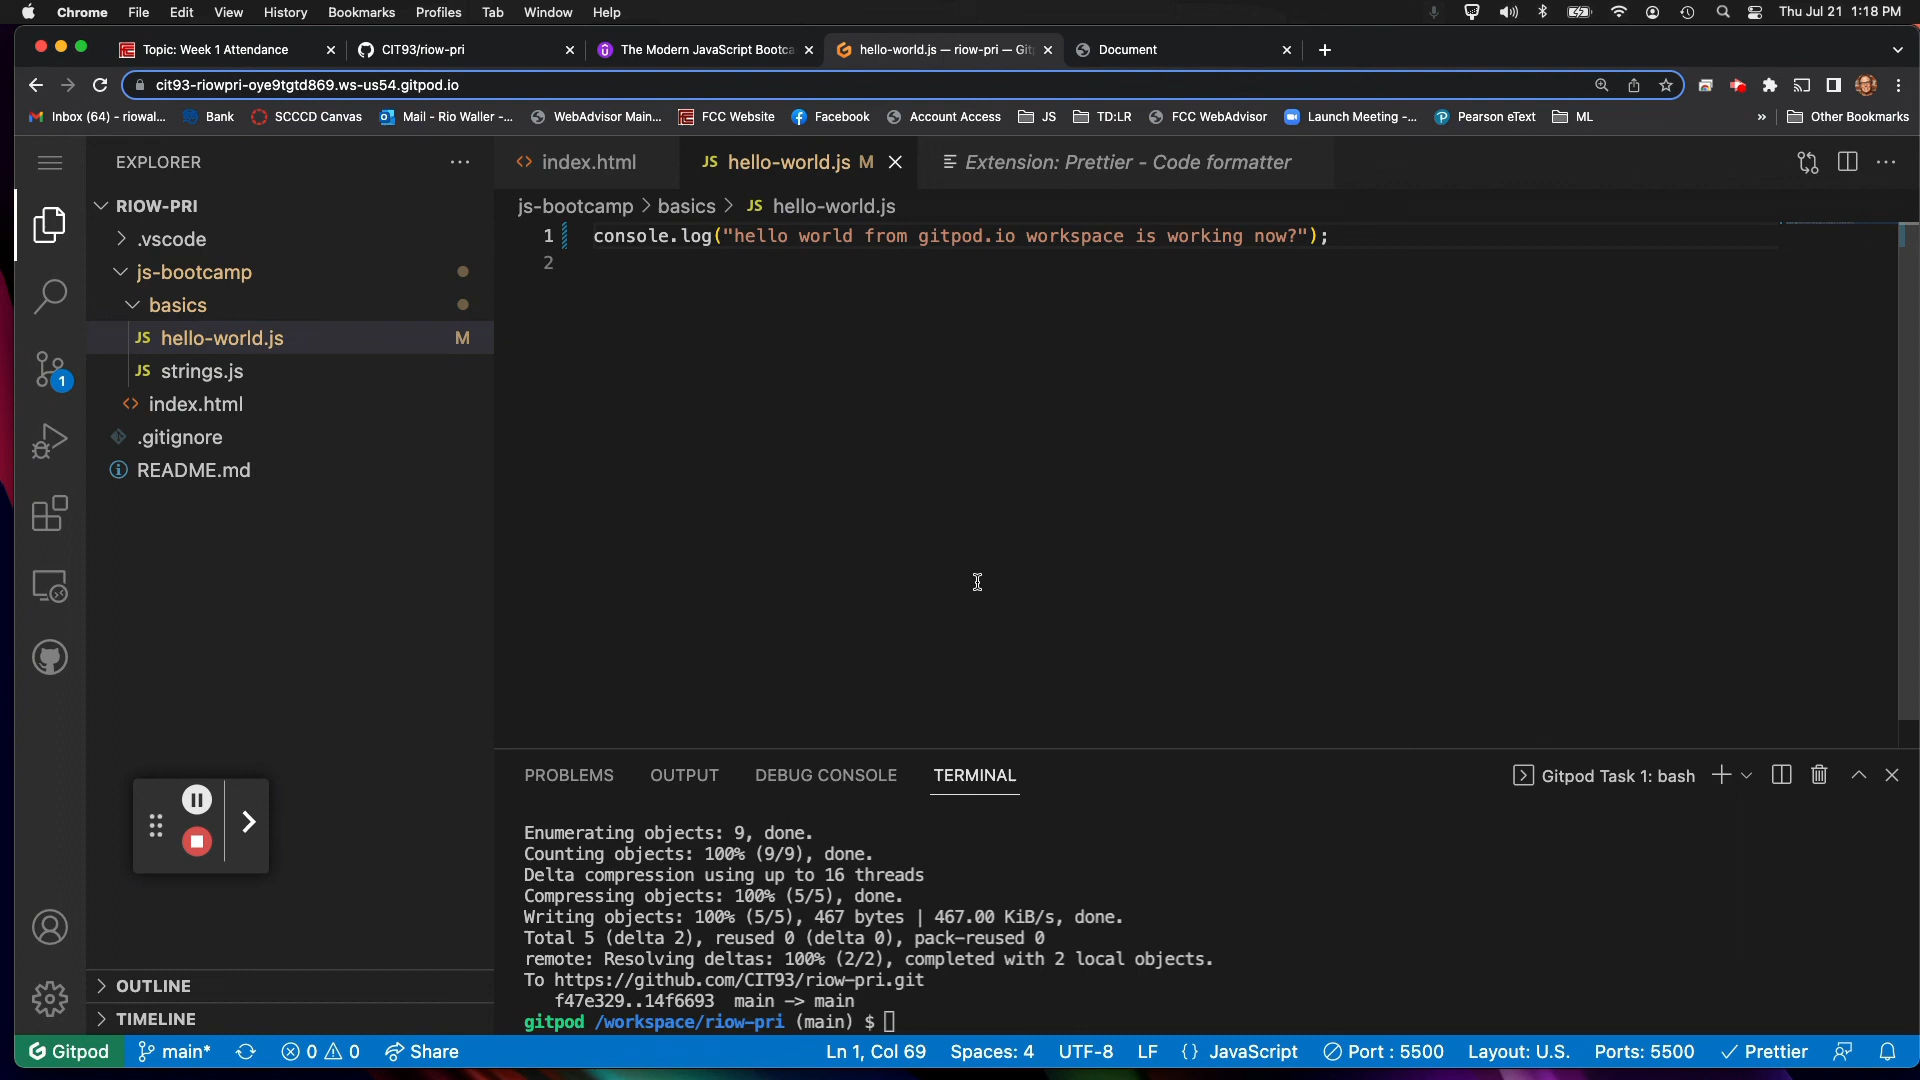 Chrome File Edit View History Bookmarks Profiles Tab Window Help Thu Jul 21 1:18 PM
Topic: Week 1 Attendance CIT93/riow-pri The Modern JavaScript Bootca hello-world.js — riow-pri — Git Document
cit93-riowpri-oye9tgtd869.ws-us54.gitpod.io
Inbox (64) - riowal... Bank SCCCD Canvas Mail - Rio Waller -... WebAdvisor Main... FCC Website Facebook Account Access JS TD:LR FCC WebAdvisor Launch Meeting -... Pearson eText ML » Other Bookmarks
EXPLORER ... index.html JS hello-world.js M Extension: Prettier - Code formatter
RIOW-PRI
js-bootcamp > basics > JS hello-world.js
.vscode
1 console.log("hello world from gitpod.io workspace is working now?");
2
js-bootcamp
basics
JS hello-world.js M
JS strings.js
index.html
.gitignore
README.md
1
PROBLEMS OUTPUT DEBUG CONSOLE TERMINAL Gitpod Task 1: bash
Enumerating objects: 9, done.
Counting objects: 100% (9/9), done.
Delta compression using up to 16 threads
Compressing objects: 100% (5/5), done.
Writing objects: 100% (5/5), 467 bytes | 467.00 KiB/s, done.
Total 5 (delta 2), reused 0 (delta 0), pack-reused 0
remote: Resolving deltas: 100% (2/2), completed with 2 local objects.
To https://github.com/CIT93/riow-pri.git
f47e329..14f6693 main -> main
gitpod /workspace/riow-pri (main) $
OUTLINE
TIMELINE
Gitpod main* 0 0 Share Ln 1, Col 69 Spaces: 4 UTF-8 LF {} JavaScript Port : 5500 Layout: U.S. Ports: 5500 Prettier